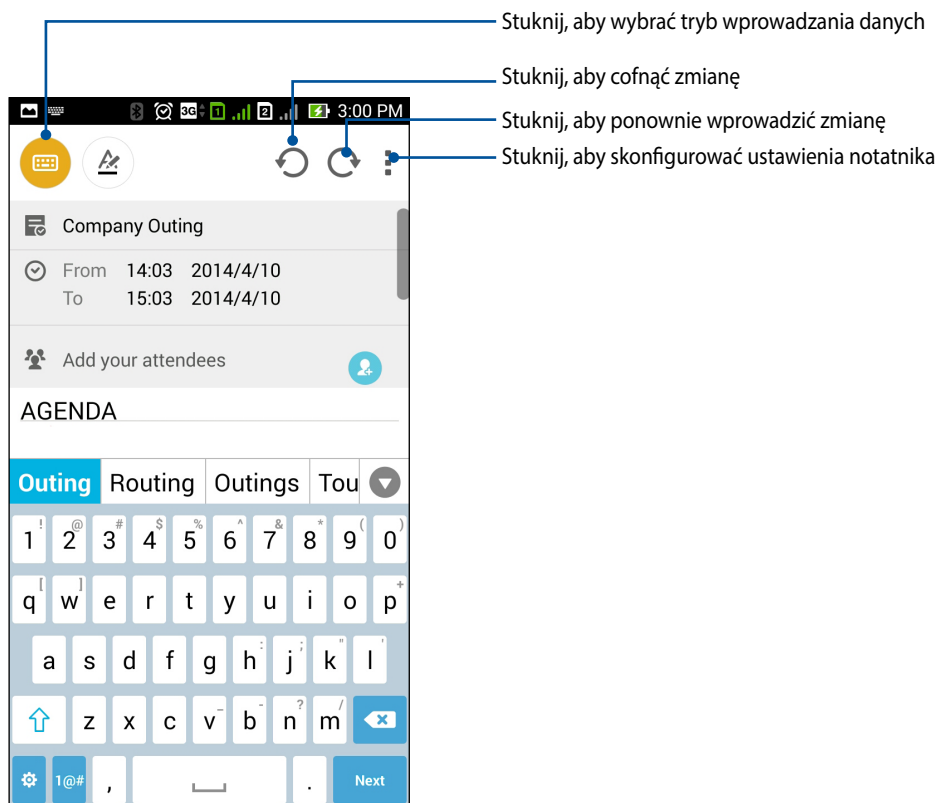 Stuknij, aby wybrać tryb wprowadzania danych
Stuknij, aby cofnąć zmianę
Stuknij, aby ponownie wprowadzić zmianę
Stuknij, aby skonfigurować ustawienia notatnika
3G 1 2 3:00 PM
Company Outing
From 14:03 2014/4/10
To 15:03 2014/4/10
Add your attendees
AGENDA
Outing Routing Outings Tou
! @ # $ % ^ & * ( )
1 2 3 4 5 6 7 8 9 0
[ ] +
q w e r t y u i o p
: ; " '
a s d f g h j k l
_ - ? /
z x c v b n m
1@# , . Next